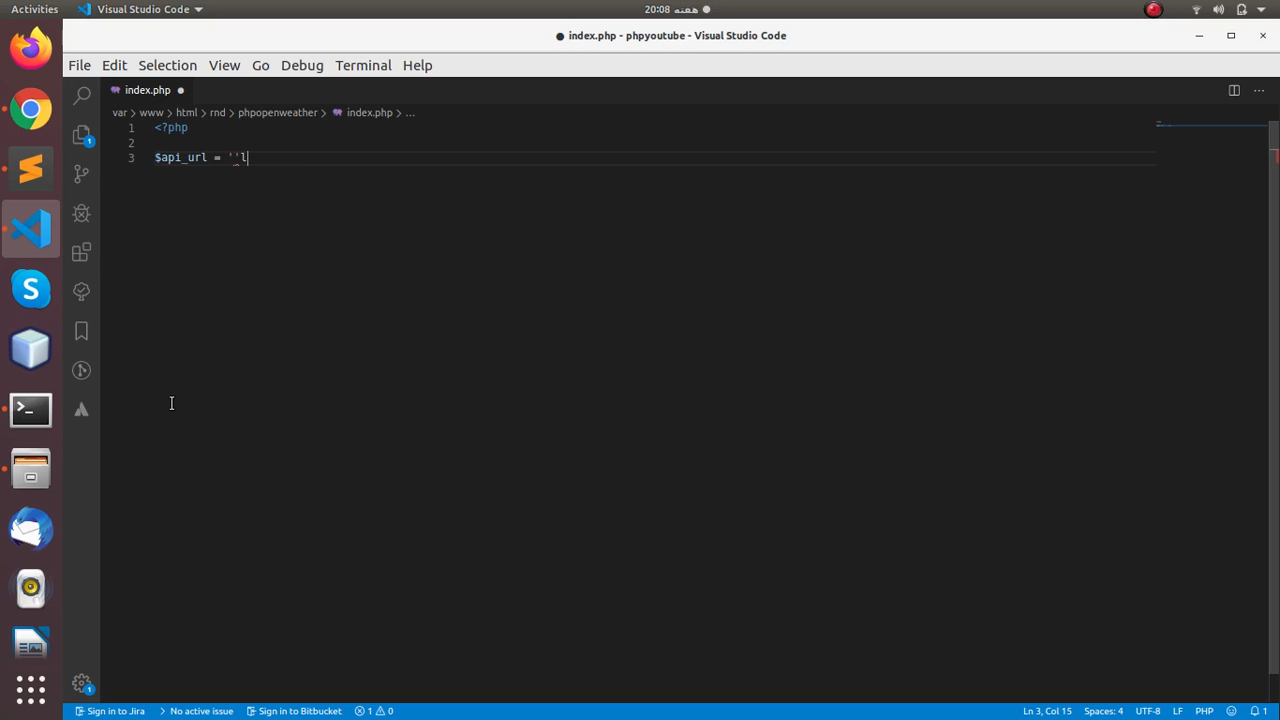 Activities
Visual Studio Code
هفته 20:08
● index.php - phpyoutube - Visual Studio Code
File Edit Selection View Go Debug Terminal Help
index.php ●
var > www > html > rnd > phpopenweather > index.php > ...
1 <?php
2
3 $api_url = ''l
1
S
1
Sign in to Jira
No active issue
Sign in to Bitbucket
1 0
Ln 3, Col 15
Spaces: 4
UTF-8
LF
PHP
1